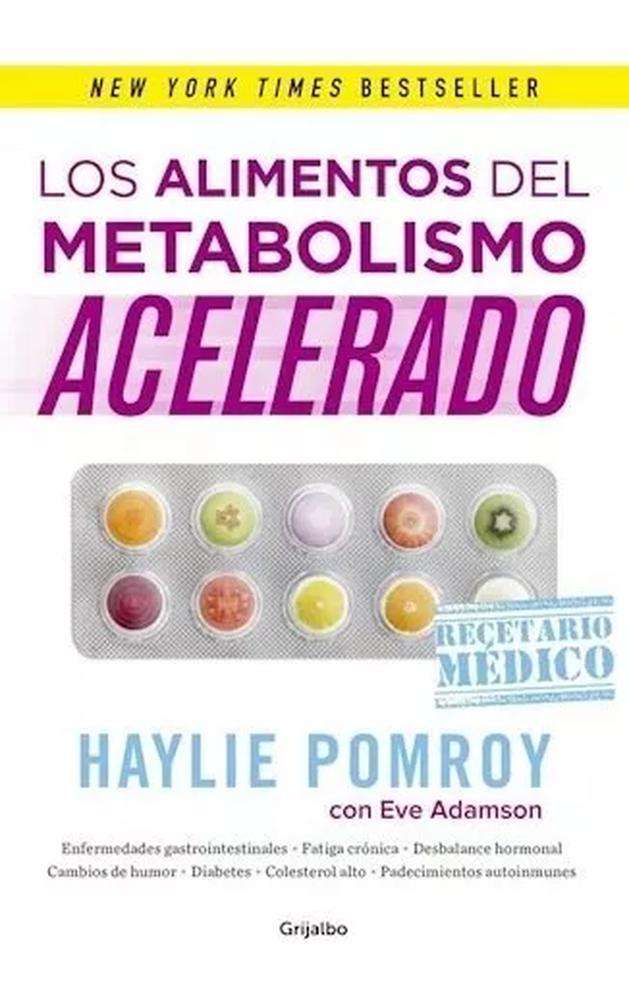 NEW YORK TIMES BESTSELLER
LOS ALIMENTOS DEL
METABOLISMO
ACELERADO
RECETARIO
MÉDICO
HAYLIE POMROY
con Eve Adamson
Enfermedades gastrointestinales • Fatiga crónica • Desbalance hormonal
Cambios de humor • Diabetes • Colesterol alto • Padecimientos autoinmunes
Grijalbo